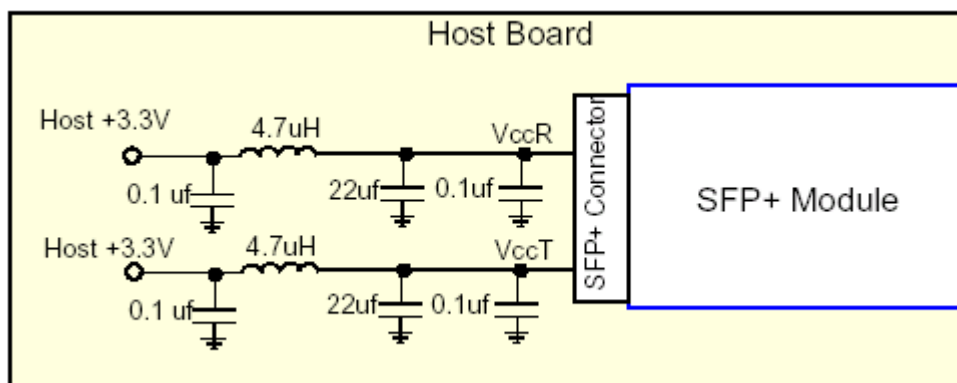 Host Board
Host +3.3V
4.7uH
VccR
0.1 uf
22uf
0.1uf
Host +3.3V
4.7uH
VccT
0.1 uf
22uf
0.1uf
SFP+ Connector
SFP+ Module